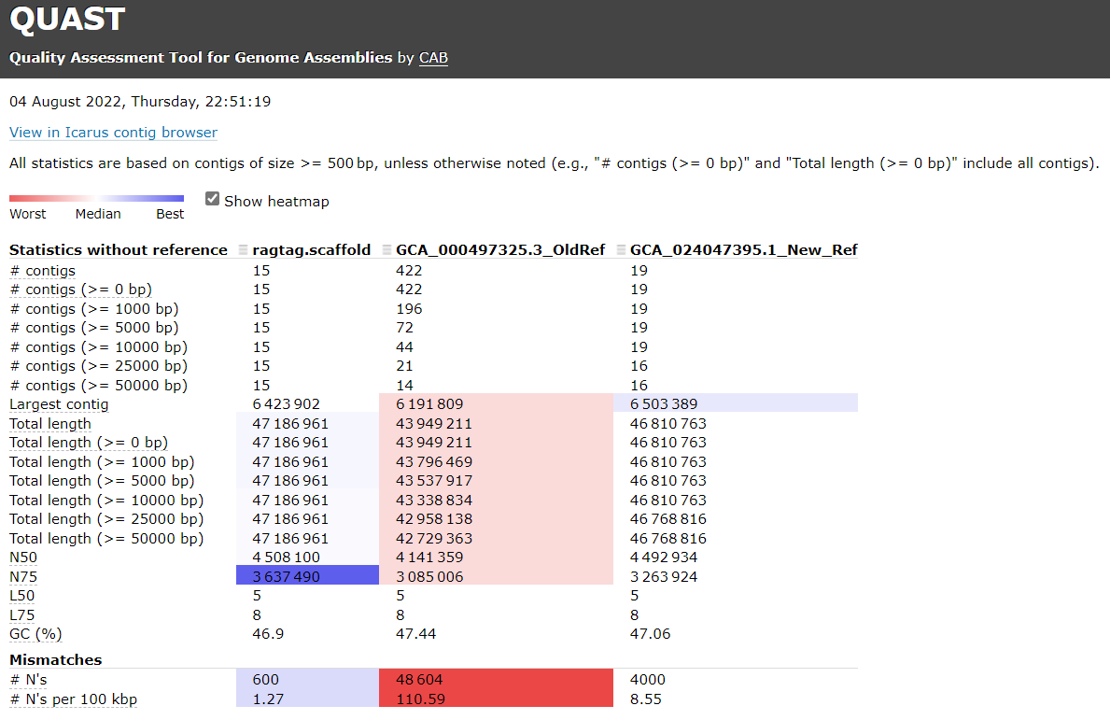 QUAST
Quality Assessment Tool for Genome Assemblies by CAB
04 August 2022, Thursday, 22:51:19
View in Icarus contig browser
All statistics are based on contigs of size >= 500 bp, unless otherwise noted (e.g., "# contigs (>= 0 bp)" and "Total length (>= 0 bp)" include all contigs).
Worst Median Best Show heatmap
Statistics without reference ragtag.scaffold GCA_000497325.3_OldRef GCA_024047395.1_New_Ref
# contigs 15 422 19
# contigs (>= 0 bp) 15 422 19
# contigs (>= 1000 bp) 15 196 19
# contigs (>= 5000 bp) 15 72 19
# contigs (>= 10000 bp) 15 44 19
# contigs (>= 25000 bp) 15 21 16
# contigs (>= 50000 bp) 15 14 16
Largest contig 6 423 902 6 191 809 6 503 389
Total length 47 186 961 43 949 211 46 810 763
Total length (>= 0 bp) 47 186 961 43 949 211 46 810 763
Total length (>= 1000 bp) 47 186 961 43 796 469 46 810 763
Total length (>= 5000 bp) 47 186 961 43 537 917 46 810 763
Total length (>= 10000 bp) 47 186 961 43 338 834 46 810 763
Total length (>= 25000 bp) 47 186 961 42 958 138 46 768 816
Total length (>= 50000 bp) 47 186 961 42 729 363 46 768 816
N50 4 508 100 4 141 359 4 492 934
N75 3 637 490 3 085 006 3 263 924
L50 5 5 5
L75 8 8 8
GC (%) 46.9 47.44 47.06
Mismatches
# N's 600 48 604 4000
# N's per 100 kbp 1.27 110.59 8.55